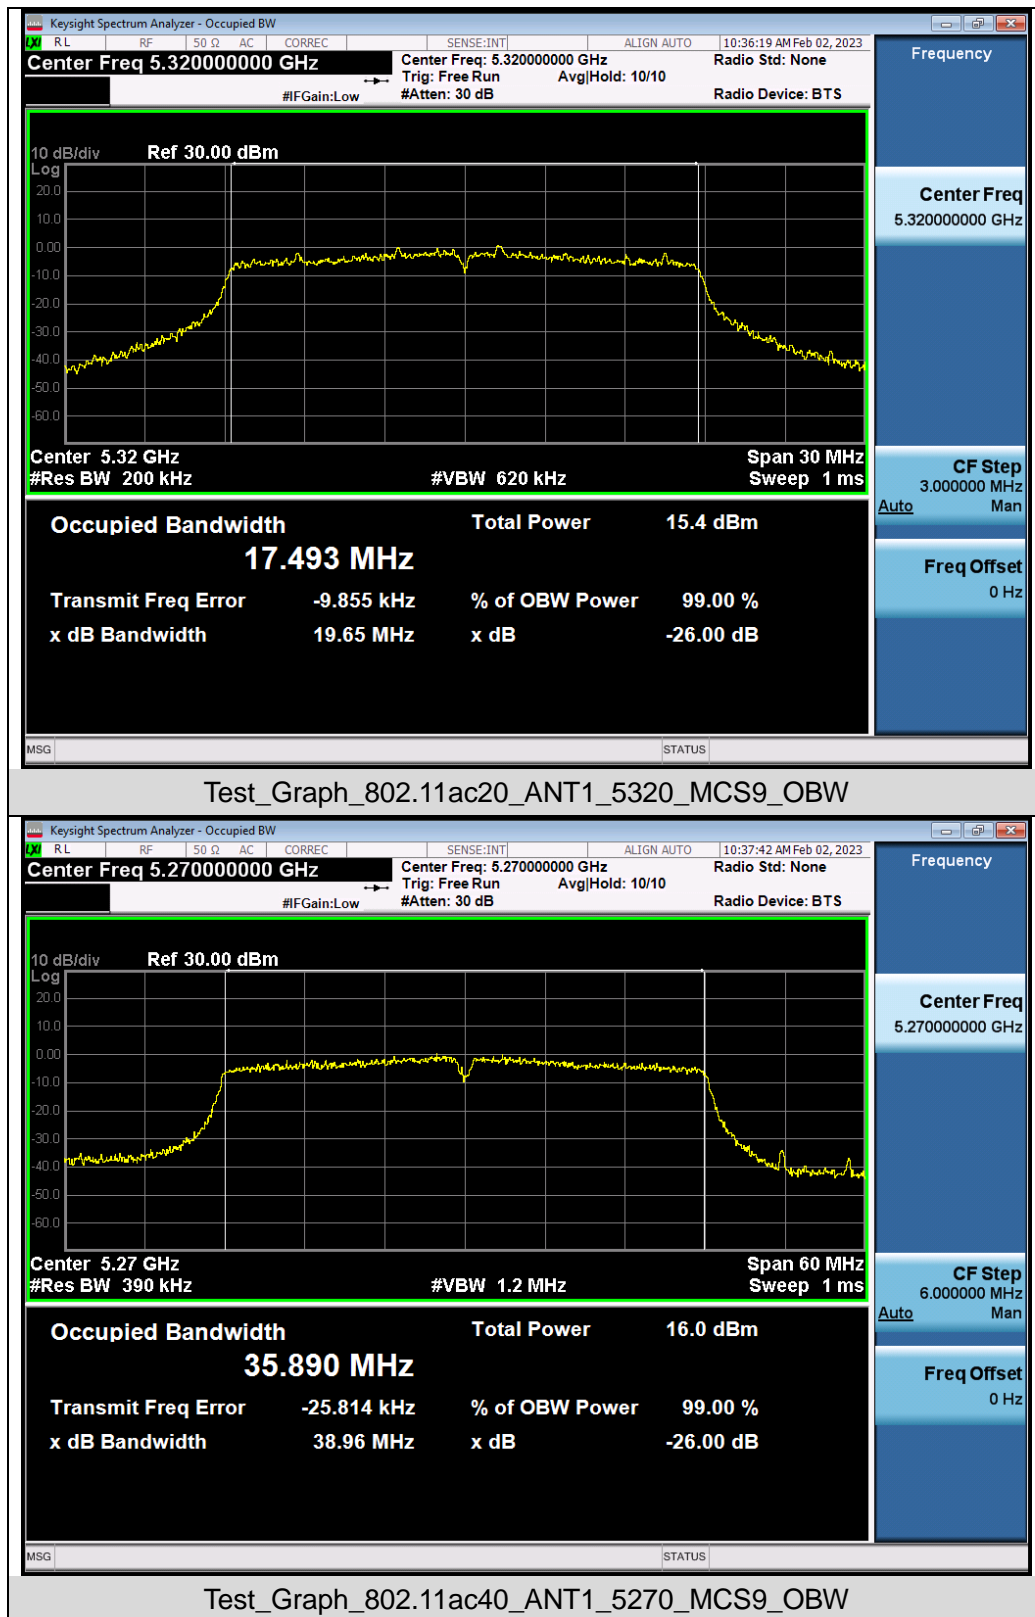 Keysight Spectrum Analyzer - Occupied BW
LXI RL RF 50 Ω AC CORREC SENSE:INT ALIGN AUTO 10:36:19 AM Feb 02, 2023
Center Freq 5.320000000 GHz
Center Freq: 5.320000000 GHz
Radio Std: None
Trig: Free Run Avg|Hold: 10/10
#IFGain:Low #Atten: 30 dB Radio Device: BTS
Frequency
10 dB/div Ref 30.00 dBm
Log
20.0
10.0
0.00
-10.0
-20.0
-30.0
-40.0
-50.0
-60.0
Center 5.32 GHz Span 30 MHz
#Res BW 200 kHz #VBW 620 kHz Sweep 1 ms
Center Freq
5.320000000 GHz
CF Step
3.000000 MHz
Auto Man
Freq Offset
0 Hz
Occupied Bandwidth Total Power 15.4 dBm
17.493 MHz
Transmit Freq Error -9.855 kHz % of OBW Power 99.00 %
x dB Bandwidth 19.65 MHz x dB -26.00 dB
MSG STATUS
Test_Graph_802.11ac20_ANT1_5320_MCS9_OBW
Keysight Spectrum Analyzer - Occupied BW
LXI RL RF 50 Ω AC CORREC SENSE:INT ALIGN AUTO 10:37:42 AM Feb 02, 2023
Center Freq 5.270000000 GHz
Center Freq: 5.270000000 GHz
Radio Std: None
Trig: Free Run Avg|Hold: 10/10
#IFGain:Low #Atten: 30 dB Radio Device: BTS
Frequency
10 dB/div Ref 30.00 dBm
Log
20.0
10.0
0.00
-10.0
-20.0
-30.0
-40.0
-50.0
-60.0
Center 5.27 GHz Span 60 MHz
#Res BW 390 kHz #VBW 1.2 MHz Sweep 1 ms
Center Freq
5.270000000 GHz
CF Step
6.000000 MHz
Auto Man
Freq Offset
0 Hz
Occupied Bandwidth Total Power 16.0 dBm
35.890 MHz
Transmit Freq Error -25.814 kHz % of OBW Power 99.00 %
x dB Bandwidth 38.96 MHz x dB -26.00 dB
MSG STATUS
Test_Graph_802.11ac40_ANT1_5270_MCS9_OBW